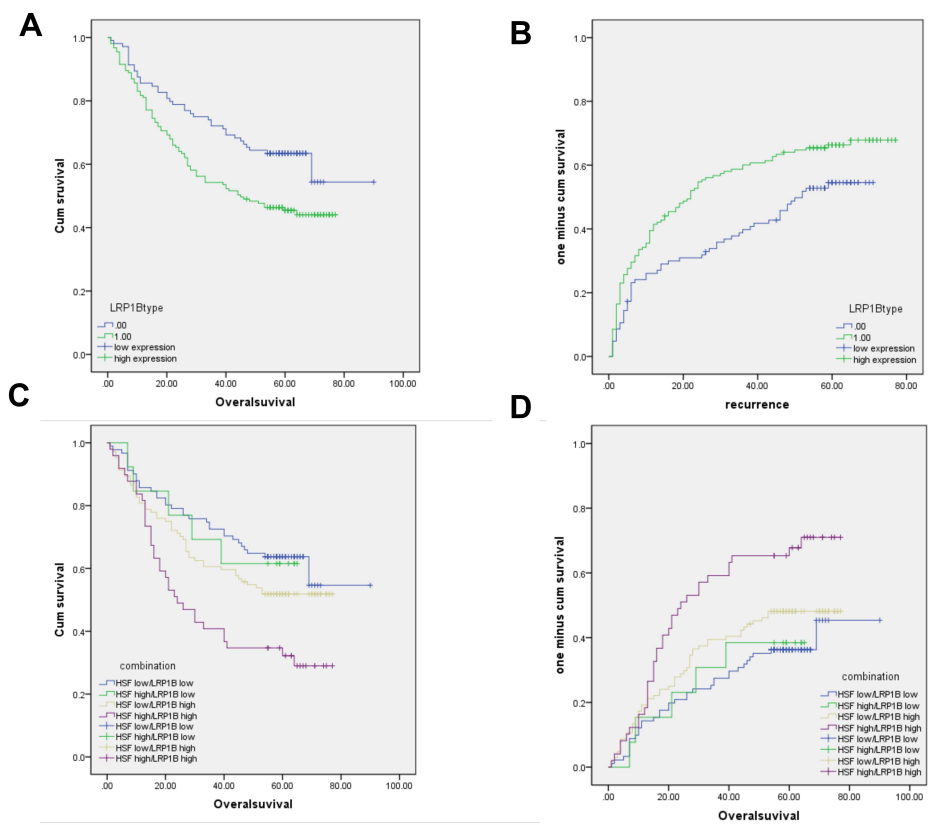 A
Cum sruvival
1.0
0.8
0.6
0.4
0.2
0.0
LRP1Btype
.00
1.00
low expression
high expression
.00 20.00 40.00 60.00 80.00 100.00
Overalsuvival
B
one minus cum survival
1.0
0.8
0.6
0.4
0.2
0.0
LRP1Btype
.00
1.00
low expression
high expression
.00 20.00 40.00 60.00 80.00
recurrence
C
Cum survival
1.0
0.8
0.6
0.4
0.2
0.0
combination
HSF low/LRP1B low
HSF high/LRP1B low
HSF low/LRP1B high
HSF high/LRP1B high
HSF low/LRP1B low
HSF high/LRP1B low
HSF low/LRP1B high
HSF high/LRP1B high
.00 20.00 40.00 60.00 80.00 100.00
Overalsuvival
D
one minus cum survival
1.0
0.8
0.6
0.4
0.2
0.0
combination
HSF low/LRP1B low
HSF high/LRP1B low
HSF low/LRP1B high
HSF high/LRP1B high
HSF low/LRP1B low
HSF high/LRP1B low
HSF low/LRP1B high
HSF high/LRP1B high
.00 20.00 40.00 60.00 80.00 100.00
Overalsuvival